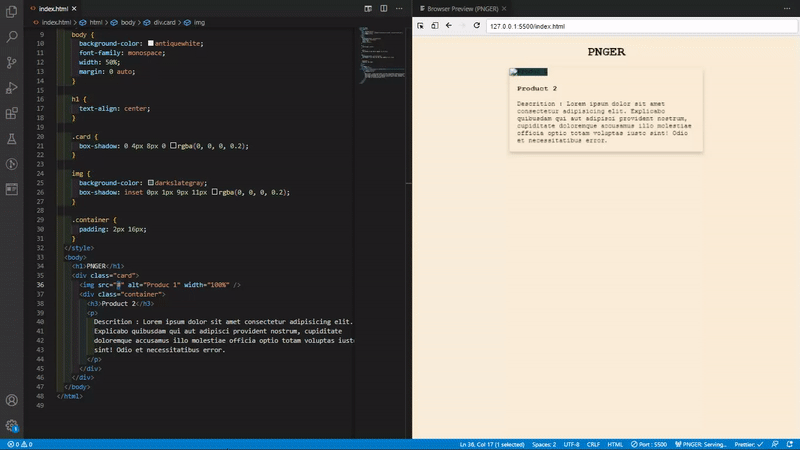 index.html
index.html > html > body > div.card > img
9 body {
10 background-color: antiquewhite;
11 font-family: monospace;
12 width: 50%;
13 margin: 0 auto;
14 }
15
16 h1 {
17 text-align: center;
18 }
19
20 .card {
21 box-shadow: 0 4px 8px 0 rgba(0, 0, 0, 0.2);
22 }
23
24 img {
25 background-color: darkslategray;
26 box-shadow: inset 0px 1px 9px 11px rgba(0, 0, 0, 0.2);
27 }
28
29 .container {
30 padding: 2px 16px;
31 }
32 </style>
33 <body>
34 <h1>PNGER</h1>
35 <div class="card">
36 <img src="#" alt="Produc 1" width="100%" />
37 <div class="container">
38 <h3>Product 2</h3>
39 <p>
40 Descrition : Lorem ipsum dolor sit amet consectetur adipisicing elit.
41 Explicabo quibusdam qui aut adipisci provident nostrum, cupiditate
42 doloremque accusamus illo molestiae officia optio totam voluptas iusto
43 sint! Odio et necessitatibus error.
44 </p>
45 </div>
46 </div>
47 </body>
48 </html>
49
Browser Preview (PNGER)
127.0.0.1:5500/index.html
PNGER
Product 2
Descrition : Lorem ipsum dolor sit amet
consectetur adipisicing elit. Explicabo
quibusdam qui aut adipisci provident nostrum,
cupiditate doloremque accusamus illo molestiae
officia optio totam voluptas iusto sint! Odio
et necessitatibus error.
0 0
Ln 36, Col 17 (1 selected)
Spaces: 2
UTF-8
CRLF
HTML
Port : 5500
PNGER: Serving...
Prettier: ✓